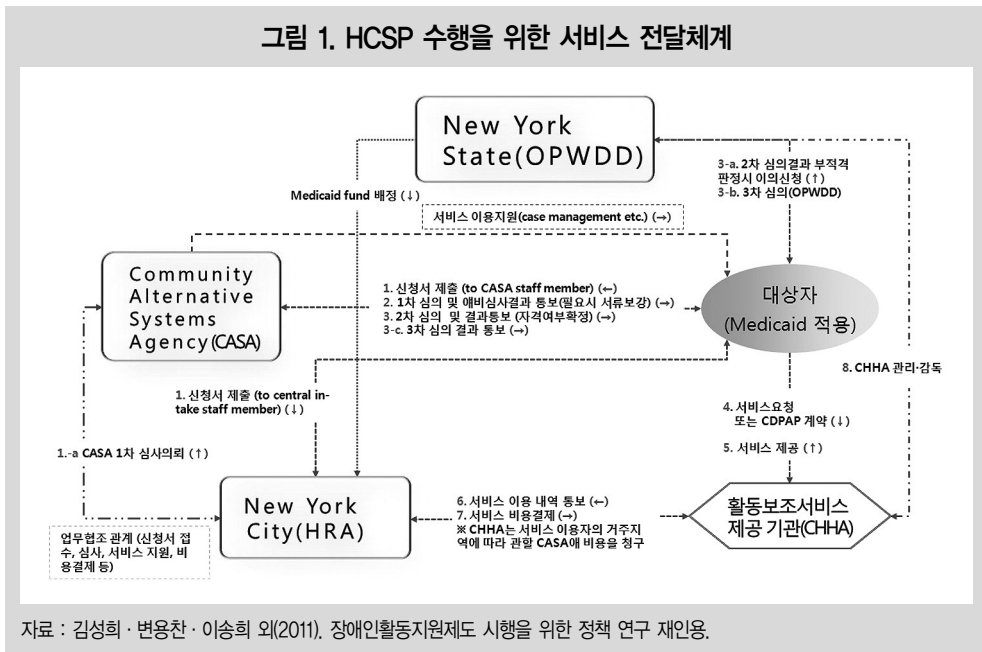 그림 1. HCSP 수행을 위한 서비스 전달체계
New York
State(OPWDD)
3-a. 2차 심의결과 부적격
판정시 이의신청 (↑)
3-b. 3차 심의(OPWDD)
Medicaid fund 배정 (↓)
서비스 이용지원(case management etc.) (→)
Community
Alternative
Systems
Agency(CASA)
1. 신청서 제출 (to CASA staff member) (←)
2. 1차 심의 및 얘비심사결과 통보(필요시 서류보강) (→)
3. 2차 심의 및 결과통보 (자격여부확정) (→)
3-c. 3차 심의 결과 통보 (→)
대상자
(Medicaid 적용)
8. CHHA 관리·감독
1. 신청서 제출 (to central in-
take staff member) (↓)
4. 서비스요청
또는 CDPAP 계약 (↓)
5. 서비스 제공 (↑)
1.-a CASA 1차 심사의뢰 (↑)
New York
City(HRA)
6. 서비스 이용 내역 통보 (←)
7. 서비스 비용결제 (→)
※ CHHA는 서비스 이용자의 거주지
역에 따라 관할 CASA애 비용을 청구
활동보조서비스
제공 기관(CHHA)
업무협조 관계 (신청서 접
수, 심사, 서비스 지원, 비
용결제 등)
자료 : 김성희·변용찬·이송희 외(2011). 장애인활동지원제도 시행을 위한 정책 연구 재인용.